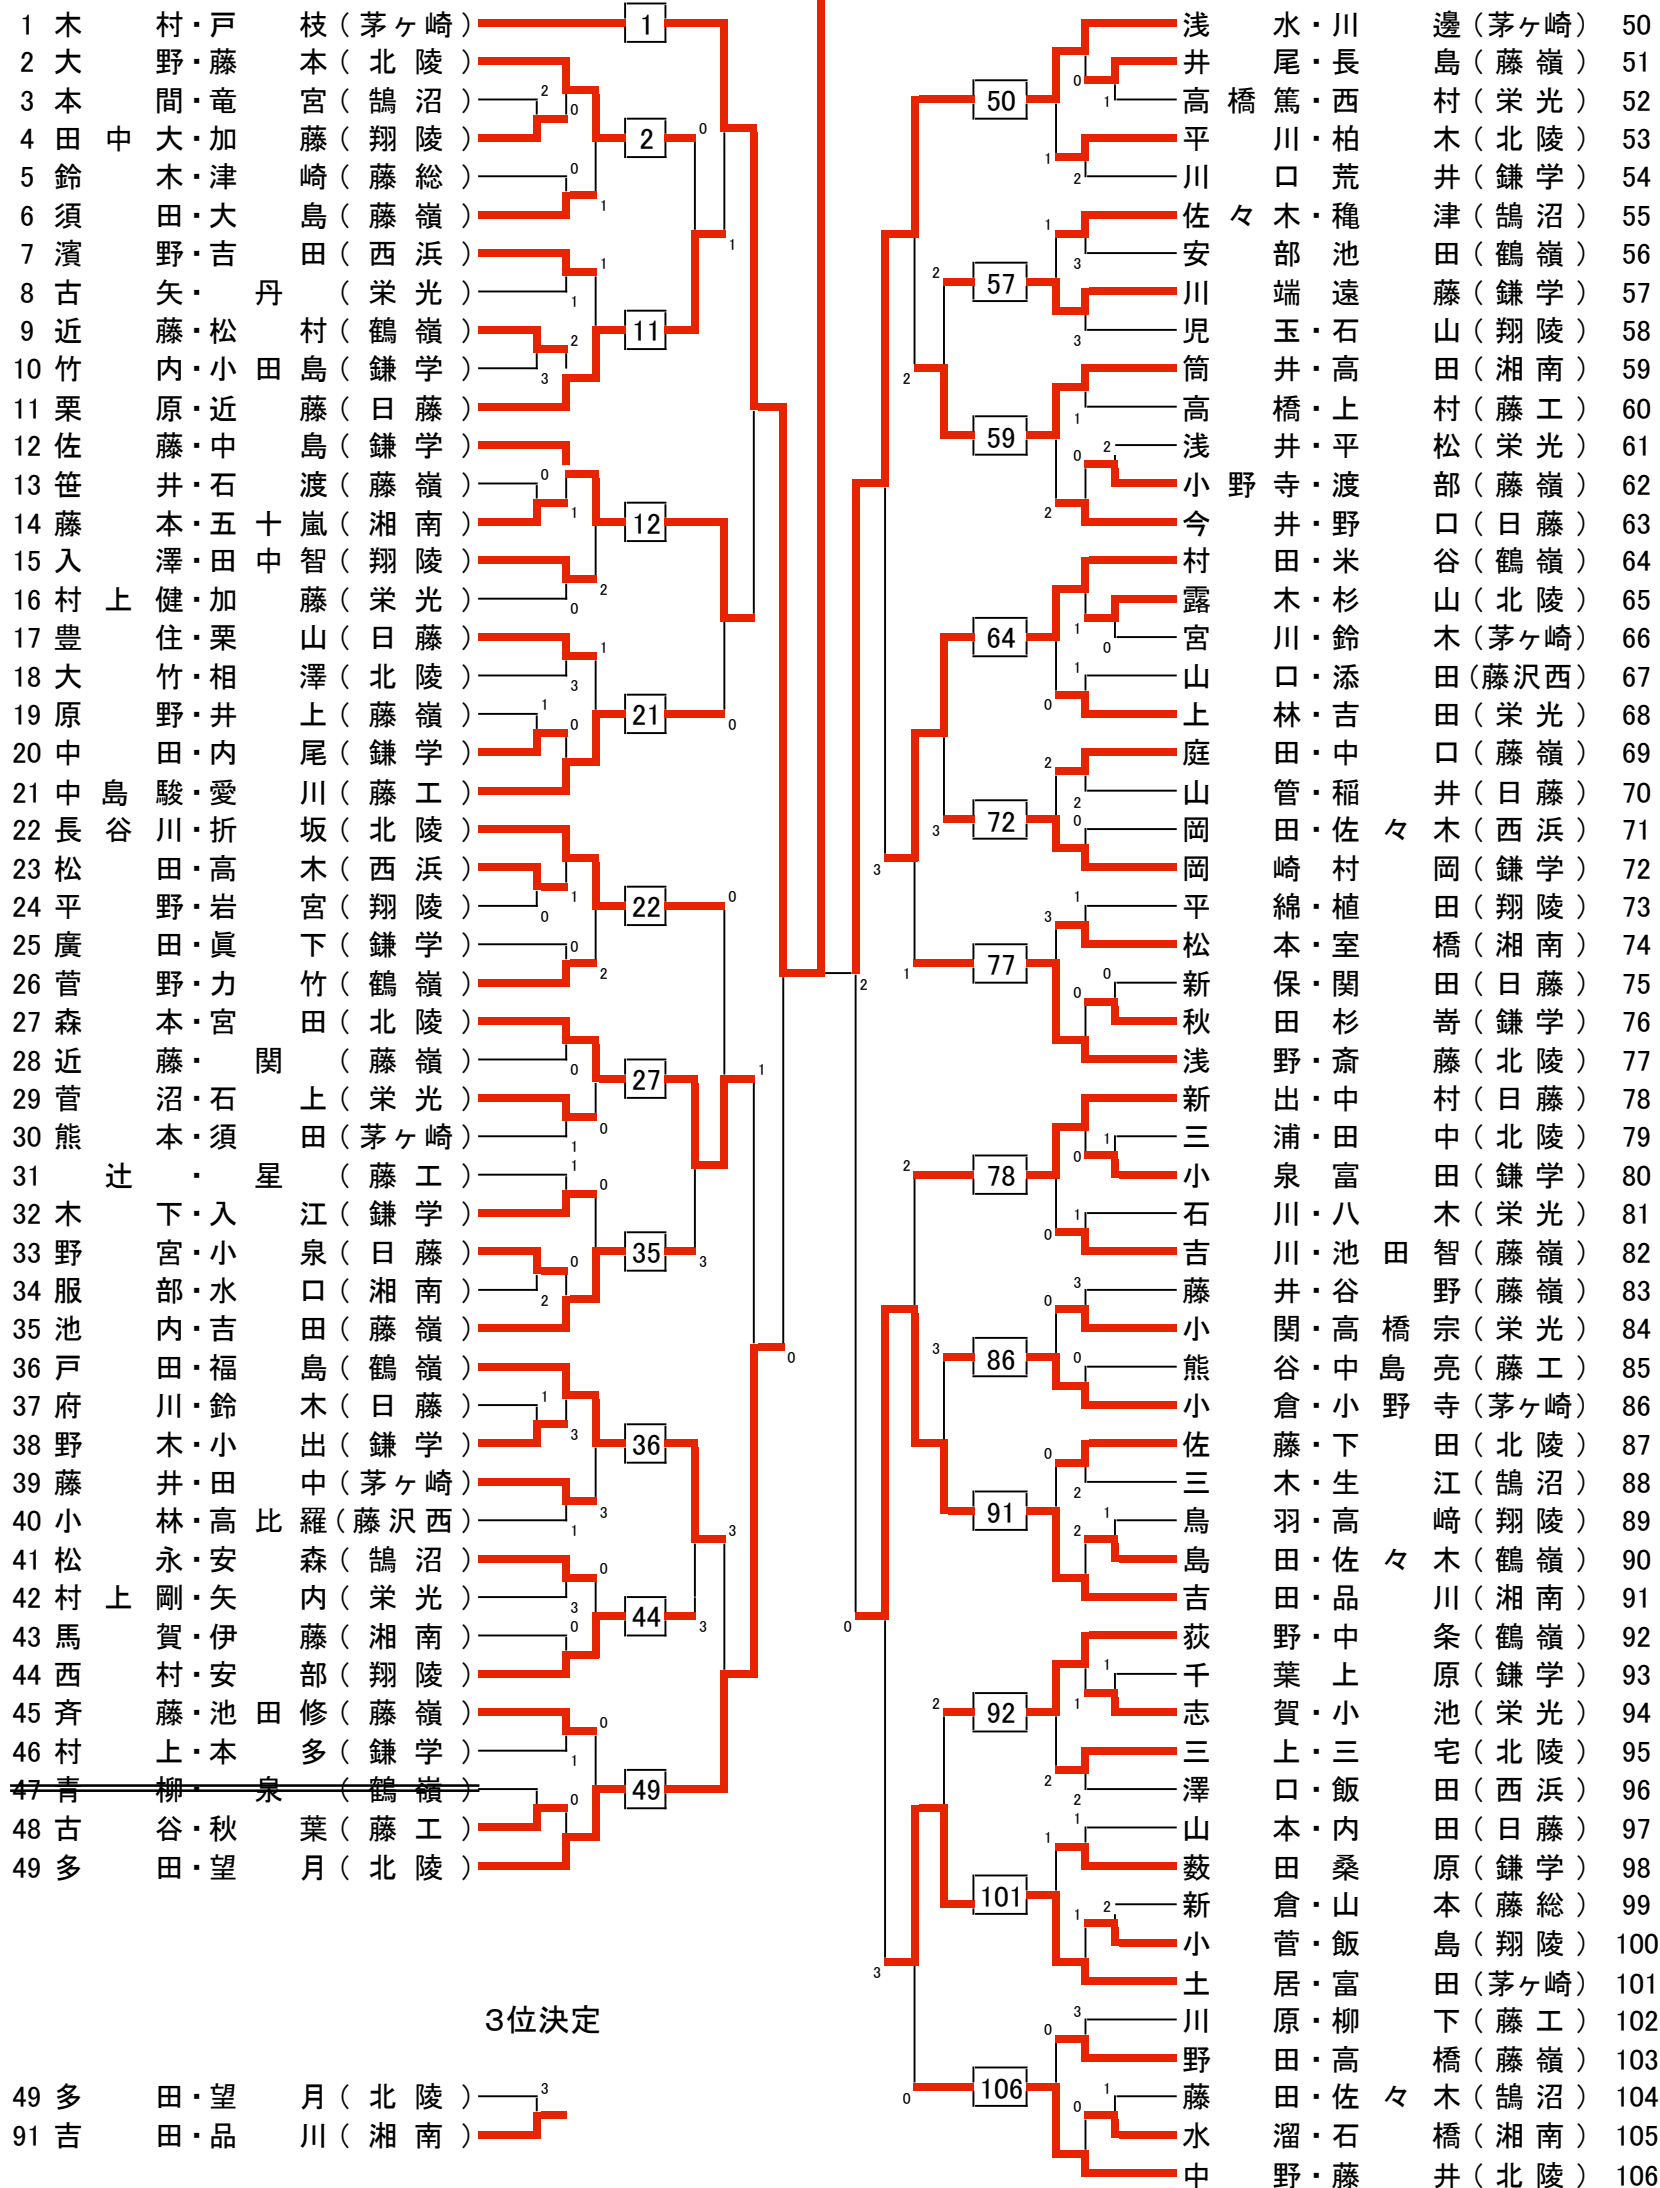 1 木村・戸枝(茅ヶ崎)
2 大野・藤本(北陵)
3 本間・竜宮(鵠沼)
4 田中大・加藤(翔陵)
5 鈴木・津崎(藤総)
6 須田・大島(藤嶺)
7 濱野・吉田(西浜)
8 古矢・丹(栄光)
9 近藤・松村(鶴嶺)
10 竹内・小田島(鎌学)
11 栗原・近藤(日藤)
12 佐藤・中島(鎌学)
13 笹井・石渡(藤嶺)
14 藤本・五十嵐(湘南)
15 入澤・田中智(翔陵)
16 村上健・加藤(栄光)
17 豊住・栗山(日藤)
18 大竹・相澤(北陵)
19 原野・井上(藤嶺)
20 中田・内尾(鎌学)
21 中島駿・愛川(藤工)
22 長谷川・折坂(北陵)
23 松田・高木(西浜)
24 平野・岩宮(翔陵)
25 廣田・眞下(鎌学)
26 菅野・力竹(鶴嶺)
27 森本・宮田(北陵)
28 近藤・関(藤嶺)
29 菅沼・石上(栄光)
30 熊本・須田(茅ヶ崎)
31 辻・星(藤工)
32 木下・入江(鎌学)
33 野宮・小泉(日藤)
34 服部・水口(湘南)
35 池内・吉田(藤嶺)
36 戸田・福島(鶴嶺)
37 府川・鈴木(日藤)
38 野木・小出(鎌学)
39 藤井・田中(茅ヶ崎)
40 小林・高比羅(藤沢西)
41 松永・安森(鵠沼)
42 村上剛・矢内(栄光)
43 馬賀・伊藤(湘南)
44 西村・安部(翔陵)
45 斉藤・池田修(藤嶺)
46 村上・本多(鎌学)
47 青柳・泉(鶴嶺)
48 古谷・秋葉(藤工)
49 多田・望月(北陵)
1
2
11
12
21
22
27
35
36
44
49
3位決定
49 多田・望月(北陵) 3
91 吉田・品川(湘南)
50
57
59
64
72
77
78
86
91
92
101
106
浅水・川邊(茅ヶ崎) 50
井尾・長島(藤嶺) 51
高橋篤・西村(栄光) 52
平川・柏木(北陵) 53
川口荒井(鎌学) 54
佐々木・穐津(鵠沼) 55
安部池田(鶴嶺) 56
川端遠藤(鎌学) 57
児玉・石山(翔陵) 58
筒井・高田(湘南) 59
高橋・上村(藤工) 60
浅井・平松(栄光) 61
小野寺・渡部(藤嶺) 62
今井・野口(日藤) 63
村田・米谷(鶴嶺) 64
露木・杉山(北陵) 65
宮川・鈴木(茅ヶ崎) 66
山口・添田(藤沢西) 67
上林・吉田(栄光) 68
庭田・中口(藤嶺) 69
山管・稲井(日藤) 70
岡田・佐々木(西浜) 71
岡崎村岡(鎌学) 72
平綿・植田(翔陵) 73
松本・室橋(湘南) 74
新保・関田(日藤) 75
秋田杉嵜(鎌学) 76
浅野・斎藤(北陵) 77
新出・中村(日藤) 78
三浦・田中(北陵) 79
小泉富田(鎌学) 80
石川・八木(栄光) 81
吉川・池田智(藤嶺) 82
藤井・谷野(藤嶺) 83
小関・高橋宗(栄光) 84
熊谷・中島亮(藤工) 85
小倉・小野寺(茅ヶ崎) 86
佐藤・下田(北陵) 87
三木・生江(鵠沼) 88
鳥羽・高﨑(翔陵) 89
島田・佐々木(鶴嶺) 90
吉田・品川(湘南) 91
荻野・中条(鶴嶺) 92
千葉上原(鎌学) 93
志賀・小池(栄光) 94
三上・三宅(北陵) 95
澤口・飯田(西浜) 96
山本・内田(日藤) 97
薮田桑原(鎌学) 98
新倉・山本(藤総) 99
小菅・飯島(翔陵) 100
土居・富田(茅ヶ崎) 101
川原・柳下(藤工) 102
野田・高橋(藤嶺) 103
藤田・佐々木(鵠沼) 104
水溜・石橋(湘南) 105
中野・藤井(北陵) 106